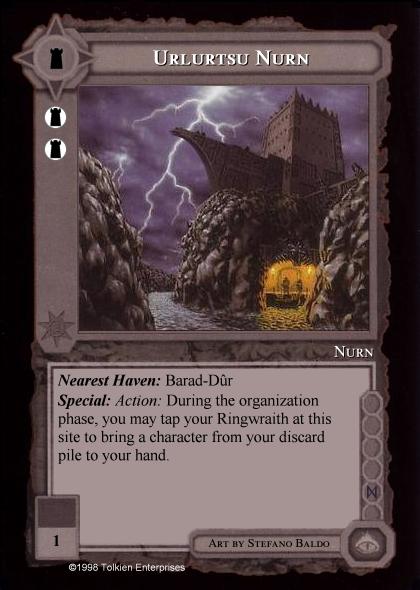 URLURTSU NURN
NURN
Nearest Haven: Barad-Dûr
Special: Action: During the organization
phase, you may tap your Ringwraith at this
site to bring a character from your discard
pile to your hand.
1
ART BY STEFANO BALDO
©1998 Tolkien Enterprises